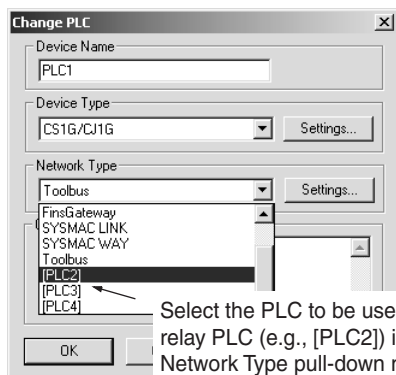 Change PLC
Device Name
PLC1
Device Type
CS1G/CJ1G
Settings...
Network Type
Toolbus
Settings...
FinsGateway
SYSMAC LINK
SYSMAC WAY
Toolbus
[PLC2]
[PLC3]
[PLC4]
Select the PLC to be use
relay PLC (e.g., [PLC2]) i
Network Type pull-down
OK